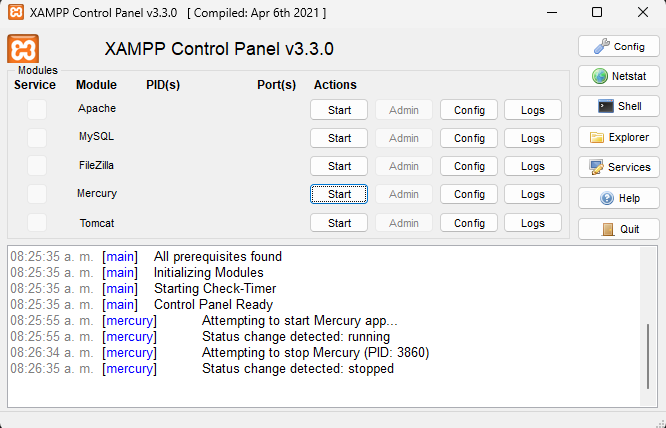 XAMPP Control Panel v3.3.0 [ Compiled: Apr 6th 2021 ]
XAMPP Control Panel v3.3.0
Config
Modules
Service Module PID(s) Port(s) Actions
Netstat
Apache Start Admin Config Logs
Shell
MySQL Start Admin Config Logs
Explorer
FileZilla Start Admin Config Logs
Services
Mercury Start Admin Config Logs
Help
Tomcat Start Admin Config Logs
Quit
08:25:35 a. m. [main] All prerequisites found
08:25:35 a. m. [main] Initializing Modules
08:25:35 a. m. [main] Starting Check-Timer
08:25:35 a. m. [main] Control Panel Ready
08:25:55 a. m. [mercury] Attempting to start Mercury app...
08:25:55 a. m. [mercury] Status change detected: running
08:26:34 a. m. [mercury] Attempting to stop Mercury (PID: 3860)
08:26:35 a. m. [mercury] Status change detected: stopped